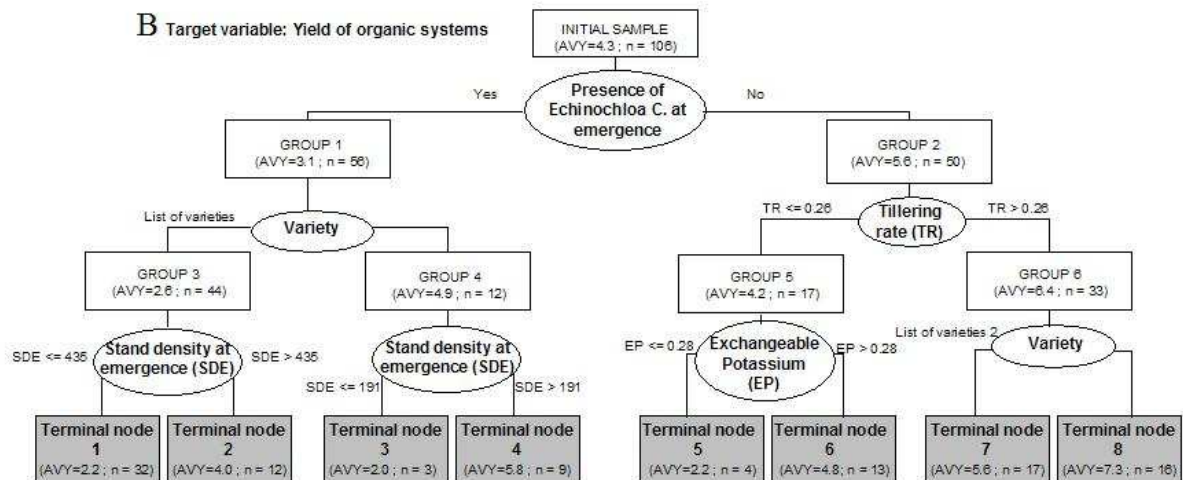 B Target variable: Yield of organic systems
INITIAL SAMPLE
(AVY=4.3 ; n = 106)
Yes
Presence of
Echinochloa C. at
emergence
No
GROUP 1
(AVY=3.1 ; n = 56)
GROUP 2
(AVY=5.6 ; n = 50)
List of varieties
Variety
TR <= 0.26
Tillering
rate (TR)
TR > 0.26
GROUP 3
(AVY=2.6 ; n = 44)
GROUP 4
(AVY=4.9 ; n = 12)
GROUP 5
(AVY=4.2 ; n = 17)
GROUP 6
(AVY=6.4 ; n = 33)
SDE <= 435
Stand density at
emergence (SDE)
SDE > 435
SDE <= 191
Stand density at
emergence (SDE)
SDE > 191
EP <= 0.28
Exchangeable
Potassium
(EP)
EP > 0.28
List of varieties 2
Variety
Terminal node
1
(AVY=2.2 ; n = 32)
Terminal node
2
(AVY=4.0 ; n = 12)
Terminal node
3
(AVY=2.0 ; n = 3)
Terminal node
4
(AVY=5.8 ; n = 9)
Terminal node
5
(AVY=2.2 ; n = 4)
Terminal node
6
(AVY=4.8 ; n = 13)
Terminal node
7
(AVY=5.6 ; n = 17)
Terminal node
8
(AVY=7.3 ; n = 16)